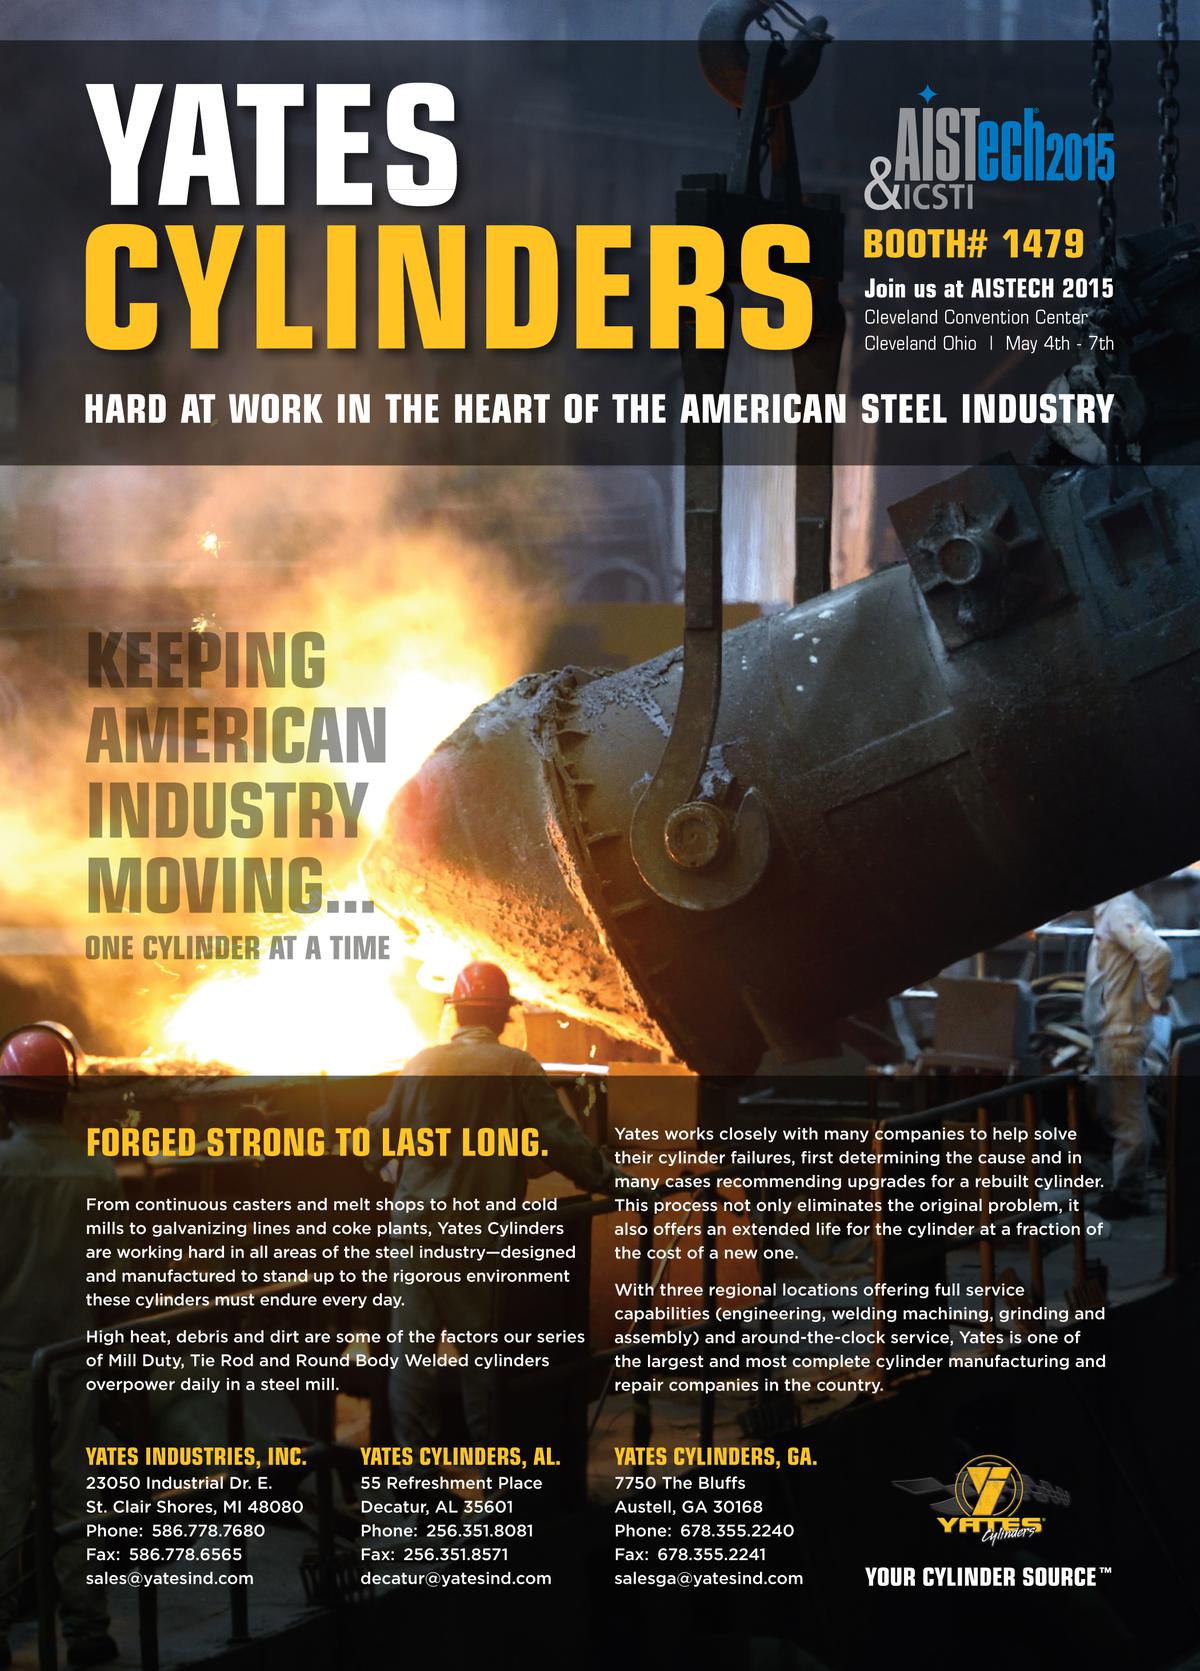 YATES
CYLINDERS
HARD AT WORK IN THE HEART OF THE AMERICAN STEEL INDUSTRY
AISTech® 2015
& ICSTI
BOOTH# 1479
Join us at AISTECH 2015
Cleveland Convention Center
Cleveland Ohio | May 4th - 7th
KEEPING
AMERICAN
INDUSTRY
MOVING...
ONE CYLINDER AT A TIME
FORGED STRONG TO LAST LONG.
From continuous casters and melt shops to hot and cold
mills to galvanizing lines and coke plants, Yates Cylinders
are working hard in all areas of the steel industry—designed
and manufactured to stand up to the rigorous environment
these cylinders must endure every day.
High heat, debris and dirt are some of the factors our series
of Mill Duty, Tie Rod and Round Body Welded cylinders
overpower daily in a steel mill.
Yates works closely with many companies to help solve
their cylinder failures, first determining the cause and in
many cases recommending upgrades for a rebuilt cylinder.
This process not only eliminates the original problem, it
also offers an extended life for the cylinder at a fraction of
the cost of a new one.
With three regional locations offering full service
capabilities (engineering, welding machining, grinding and
assembly) and around-the-clock service, Yates is one of
the largest and most complete cylinder manufacturing and
repair companies in the country.
YATES INDUSTRIES, INC.
23050 Industrial Dr. E.
St. Clair Shores, MI 48080
Phone: 586.778.7680
Fax: 586.778.6565
sales@yatesind.com
YATES CYLINDERS, AL.
55 Refreshment Place
Decatur, AL 35601
Phone: 256.351.8081
Fax: 256.351.8571
decatur@yatesind.com
YATES CYLINDERS, GA.
7750 The Bluffs
Austell, GA 30168
Phone: 678.355.2240
Fax: 678.355.2241
salesga@yatesind.com
YATES®
Cylinders
YOUR CYLINDER SOURCE™